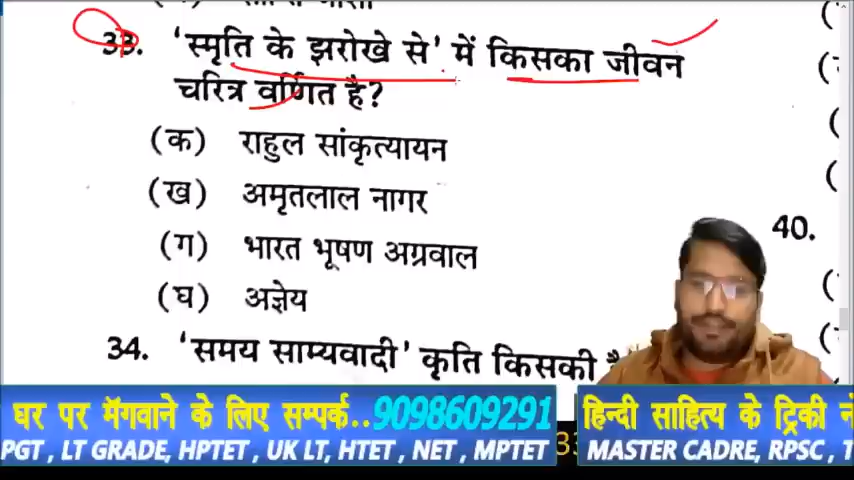 33. 'स्मृति के झरोखे से' में किसका जीवन
चरित्र वर्णित है?
(क) राहुल सांकृत्यायन
(ख) अमृतलाल नागर
(ग) भारत भूषण अग्रवाल
(घ) अज्ञेय
40.
34. 'समय साम्यवादी' कृति किसकी है
घर पर मॅगवाने के लिए सम्पर्क..9098609291
हिन्दी साहित्य के ट्रिकी
PGT , LT GRADE, HPTET , UK LT, HTET , NET , MPTET
MASTER CADRE, RPSC ,